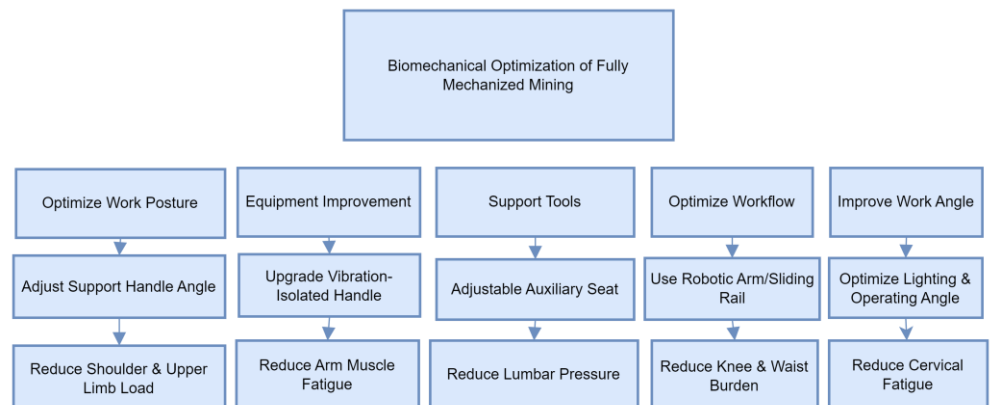 Biomechanical Optimization of Fully
Mechanized Mining
Optimize Work Posture
Equipment Improvement
Support Tools
Optimize Workflow
Improve Work Angle
Adjust Support Handle Angle
Upgrade Vibration-
Isolated Handle
Adjustable Auxiliary Seat
Use Robotic Arm/Sliding
Rail
Optimize Lighting &
Operating Angle
Reduce Shoulder & Upper
Limb Load
Reduce Arm Muscle
Fatigue
Reduce Lumbar Pressure
Reduce Knee & Waist
Burden
Reduce Cervical
Fatigue